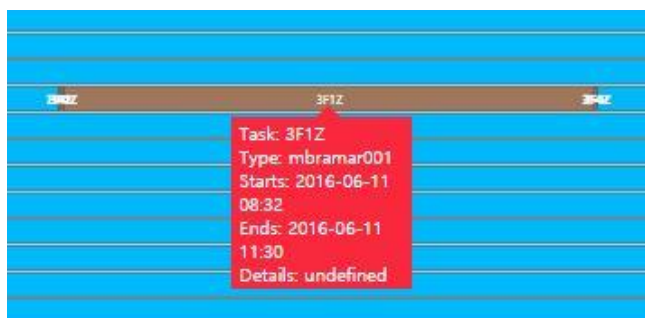 3F1Z
Task: 3F1Z
Type: mbramar001
Starts: 2016-06-11
08:32
Ends: 2016-06-11
11:30
Details: undefined